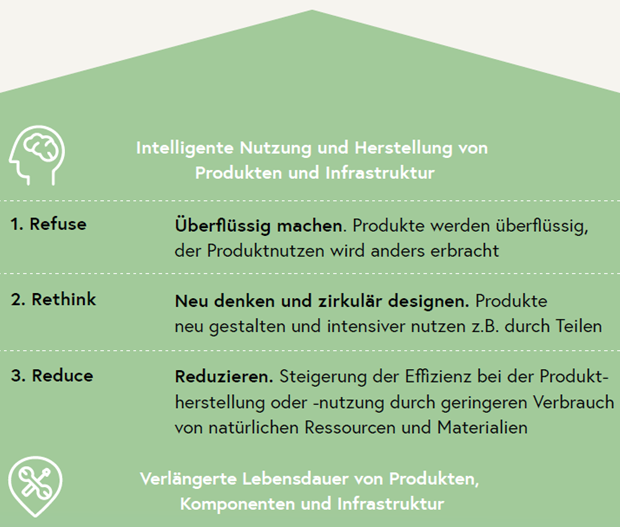 Intelligente Nutzung und Herstellung von
Produkten und Infrastruktur
1. Refuse
Überflüssig machen. Produkte werden überflüssig,
der Produktnutzen wird anders erbracht
2. Rethink
Neu denken und zirkulär designen. Produkte
neu gestalten und intensiver nutzen z.B. durch Teilen
3. Reduce
Reduzieren. Steigerung der Effizienz bei der Produkt-
herstellung oder -nutzung durch geringeren Verbrauch
von natürlichen Ressourcen und Materialien
Verlängerte Lebensdauer von Produkten,
Komponenten und Infrastruktur